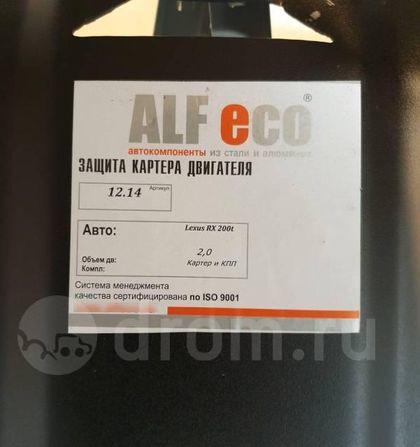 ALF eco®
автокомпоненты из стали и алюминия
ЗАЩИТА КАРТЕРА ДВИГАТЕЛЯ
12.14 Артикул
Авто: Lexus RX 200t
Объем дв: 2,0
Компл: Картер и КПП
Система менеджмента
качества сертифицирована по ISO 9001
drom.ru